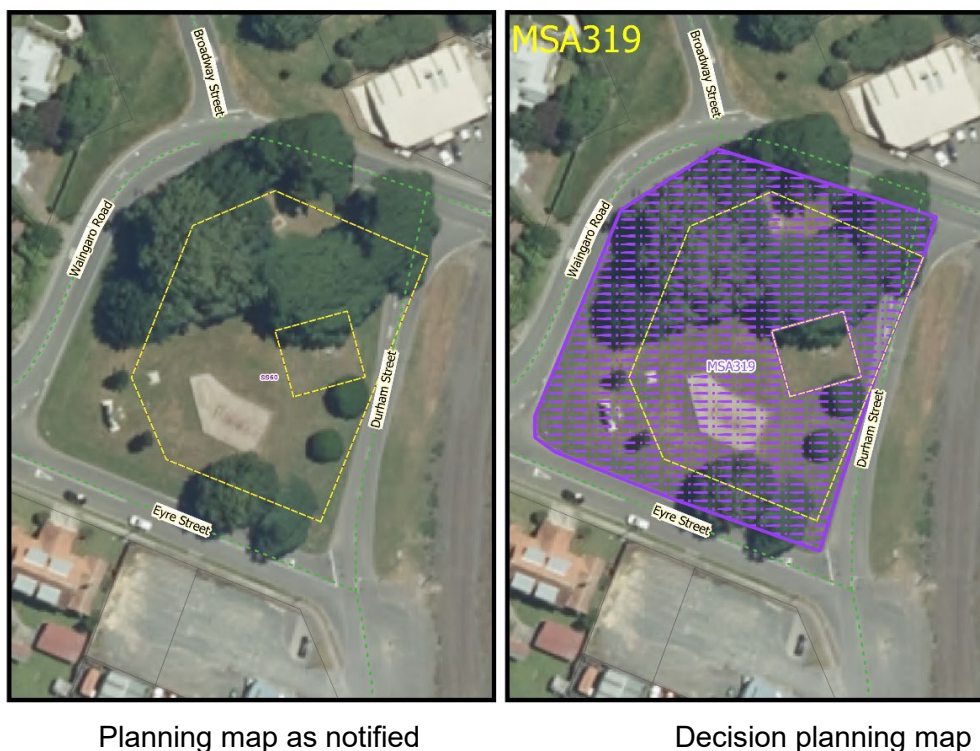 Broadway Street
Waingaro Road
Durham Street
Eyre Street
MSA319
Broadway Street
Waingaro Road
MSA319
Durham Street
Eyre Street
Planning map as notified
Decision planning map